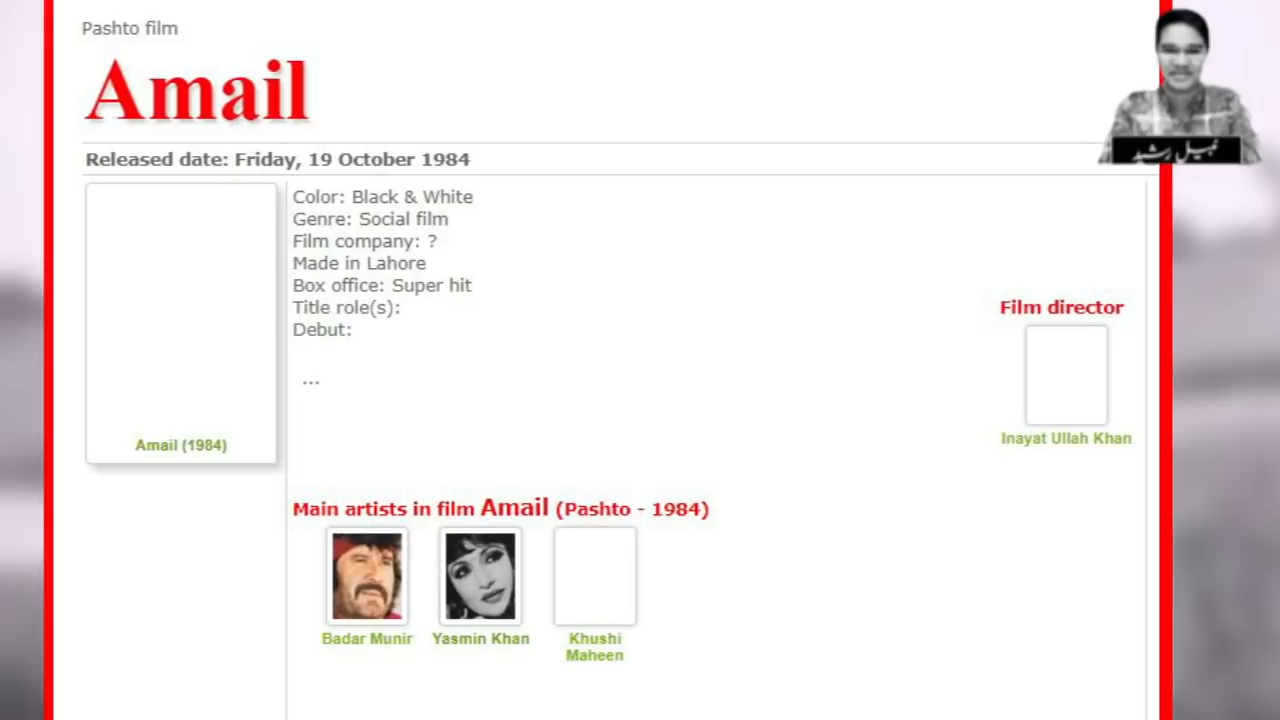 Pashto film
Amail
نبیل رشید
Released date: Friday, 19 October 1984
Color: Black & White
Genre: Social film
Film company: ?
Made in Lahore
Box office: Super hit
Title role(s):
Debut:
...
Amail (1984)
Film director
Inayat Ullah Khan
Main artists in film Amail (Pashto - 1984)
Badar Munir
Yasmin Khan
Khushi
Maheen